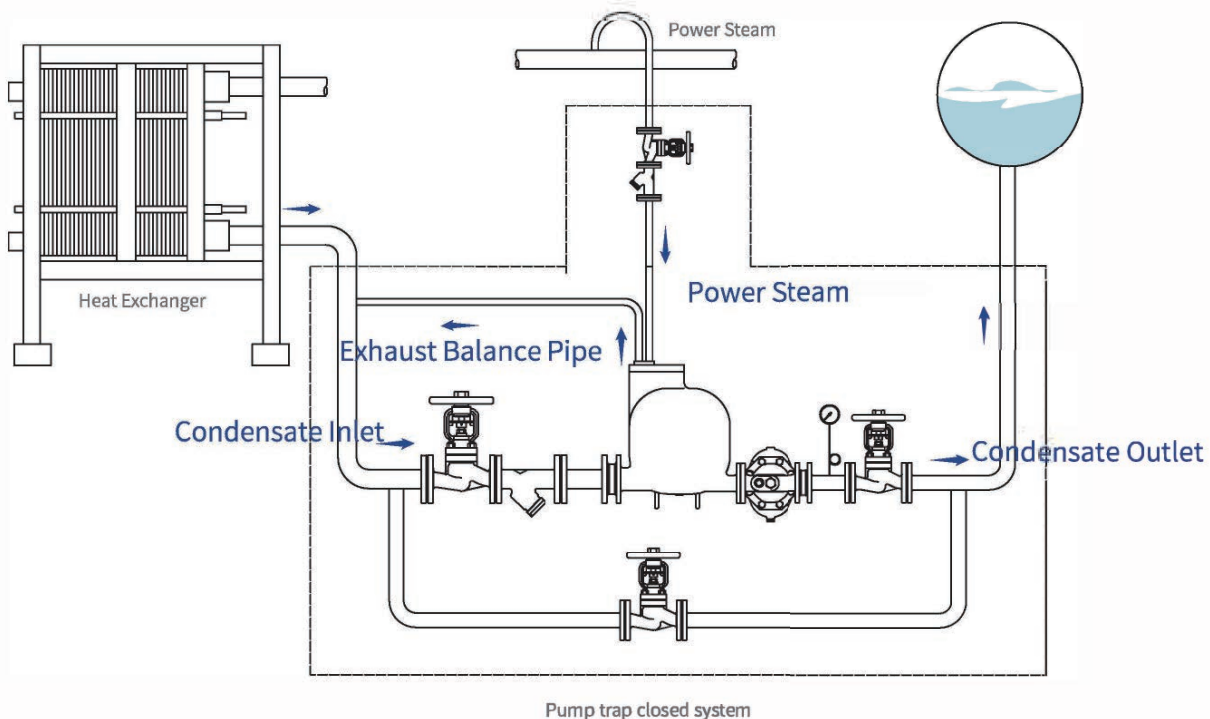 Power Steam
Heat Exchanger
Power Steam
Exhaust Balance Pipe
Condensate Inlet
Condensate Outlet
Pump trap closed system